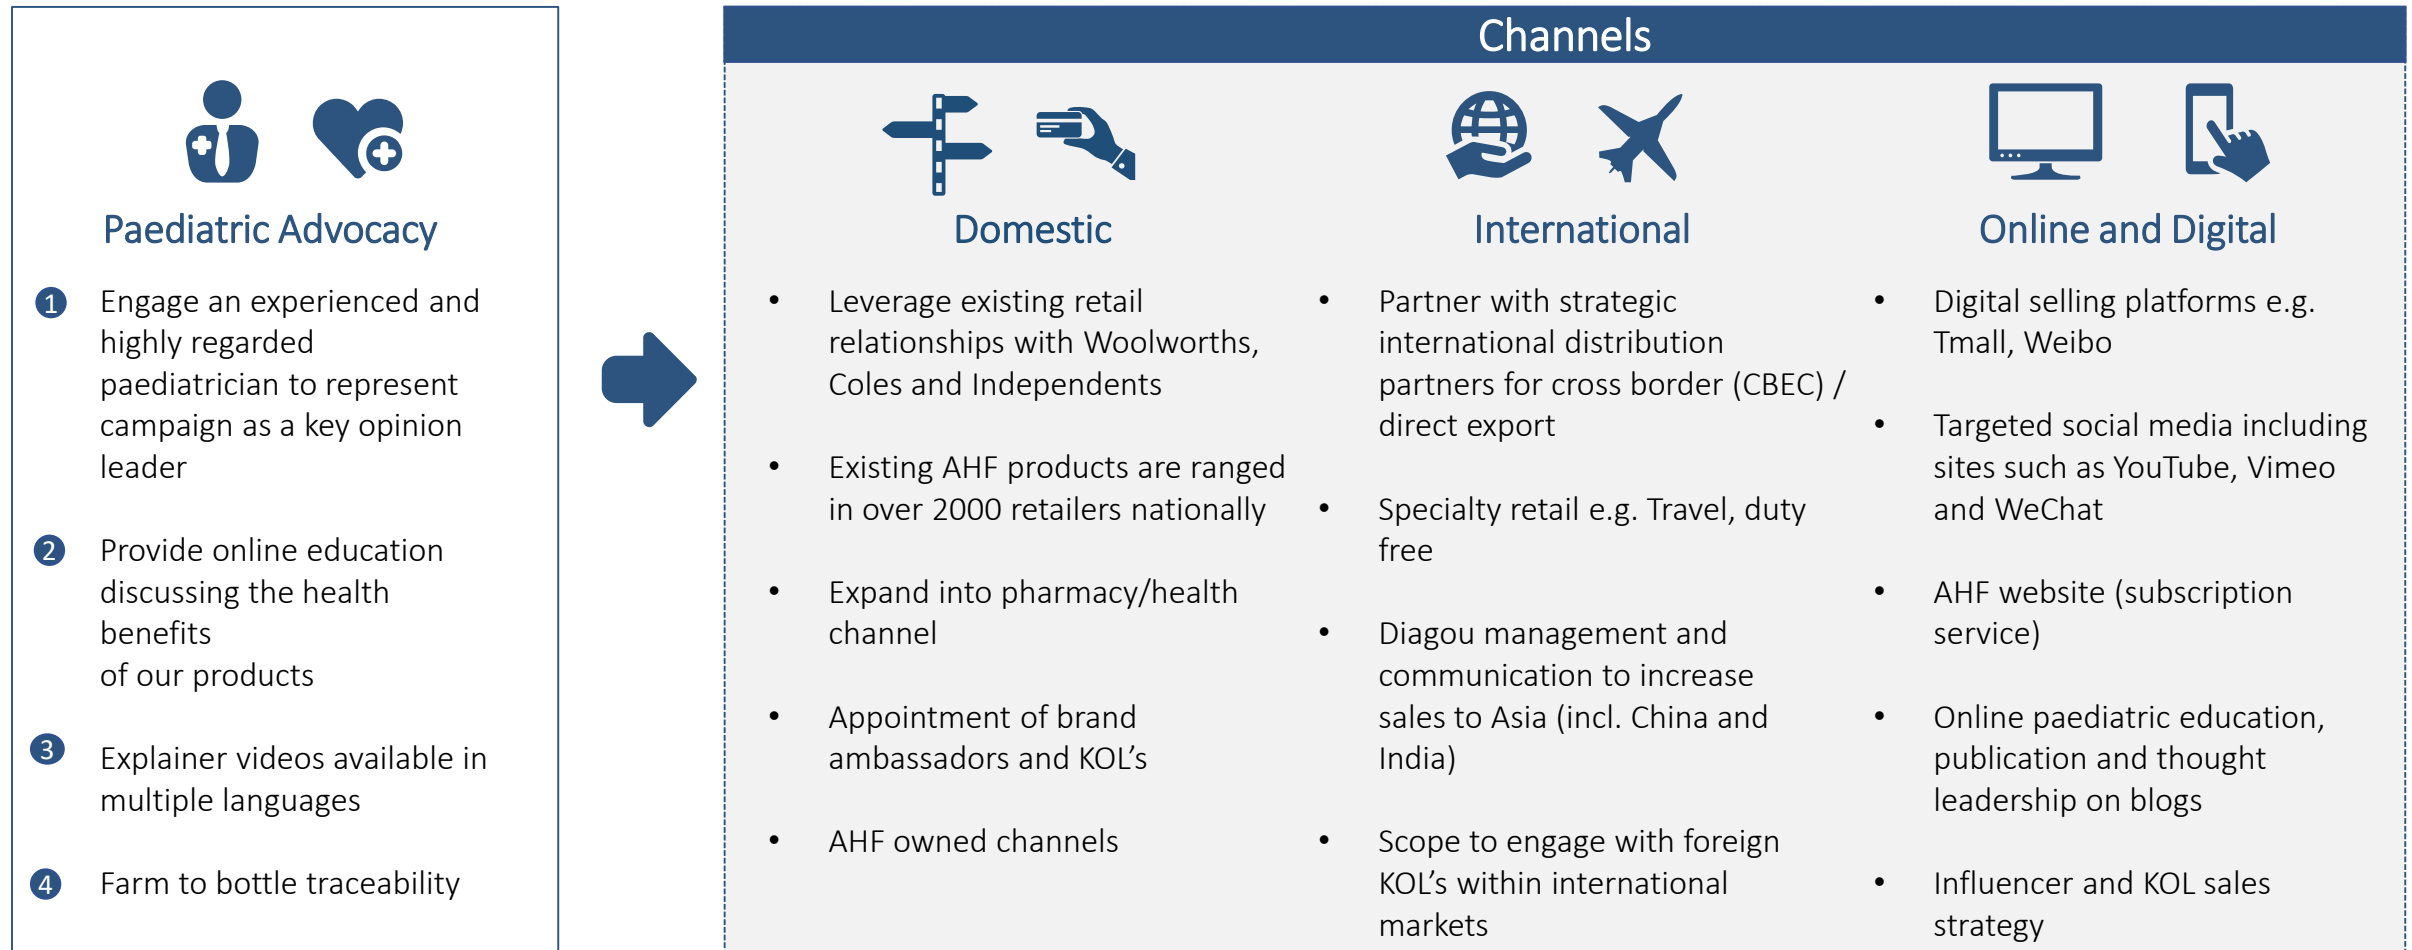 Paediatric Advocacy
1 Engage an experienced and
highly regarded
paediatrician to represent
campaign as a key opinion
leader
2 Provide online education
discussing the health
benefits
of our products
3 Explainer videos available in
multiple languages
4 Farm to bottle traceability
Channels
Domestic
• Leverage existing retail
relationships with Woolworths,
Coles and Independents
• Existing AHF products are ranged
in over 2000 retailers nationally
• Expand into pharmacy/health
channel
• Appointment of brand
ambassadors and KOL's
• AHF owned channels
International
• Partner with strategic
international distribution
partners for cross border (CBEC) /
direct export
• Specialty retail e.g. Travel, duty
free
• Diagou management and
communication to increase
sales to Asia (incl. China and
India)
• Scope to engage with foreign
KOL's within international
markets
Online and Digital
• Digital selling platforms e.g.
Tmall, Weibo
• Targeted social media including
sites such as YouTube, Vimeo
and WeChat
• AHF website (subscription
service)
• Online paediatric education,
publication and thought
leadership on blogs
• Influencer and KOL sales
strategy